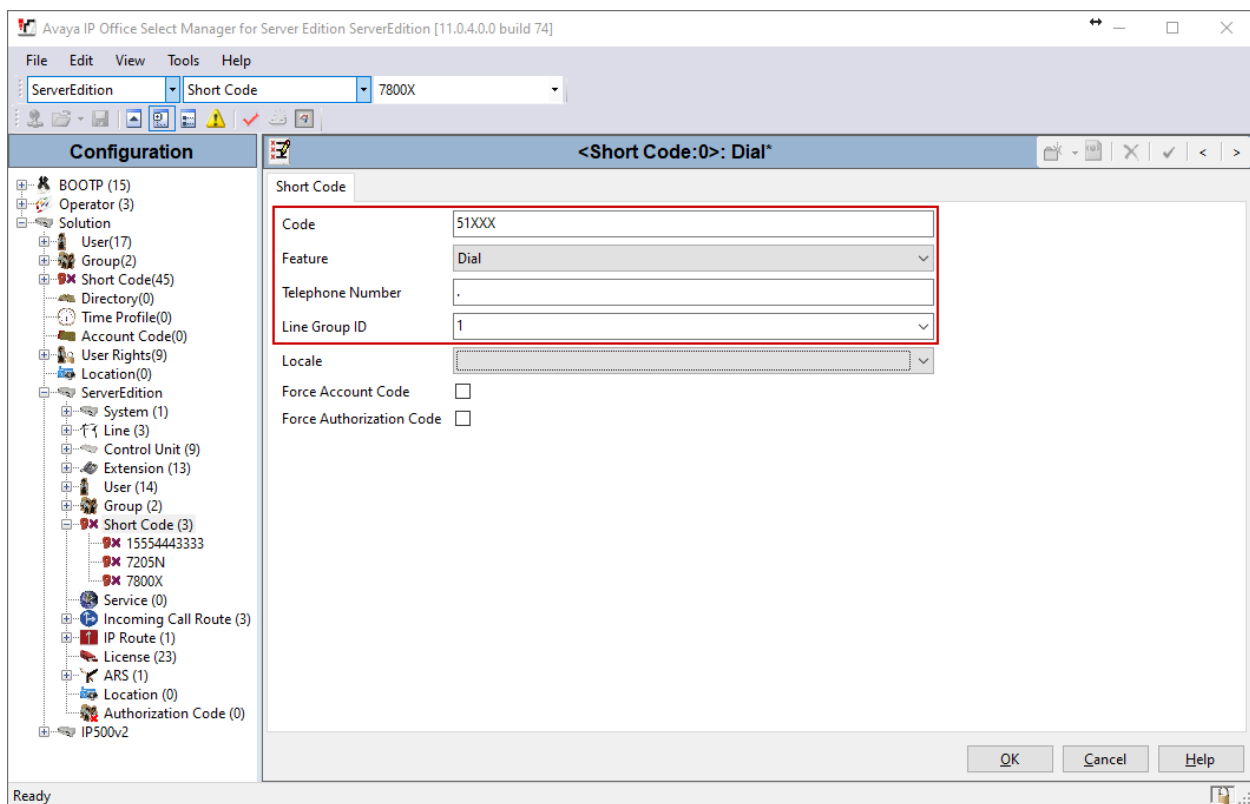 Avaya IP Office Select Manager for Server Edition ServerEdition [11.0.4.0.0 build 74]
File Edit View Tools Help
ServerEdition Short Code 7800X
Configuration
<Short Code:0>: Dial*
BOOTP (15)
Operator (3)
Solution
User(17)
Group(2)
Short Code(45)
Directory(0)
Time Profile(0)
Account Code(0)
User Rights(9)
Location(0)
ServerEdition
System (1)
Line (3)
Control Unit (9)
Extension (13)
User (14)
Group (2)
Short Code (3)
15554443333
7205N
7800X
Service (0)
Incoming Call Route (3)
IP Route (1)
License (23)
ARS (1)
Location (0)
Authorization Code (0)
IP500v2
Short Code
Code 51XXX
Feature Dial
Telephone Number .
Line Group ID 1
Locale
Force Account Code
Force Authorization Code
OK Cancel Help
Ready